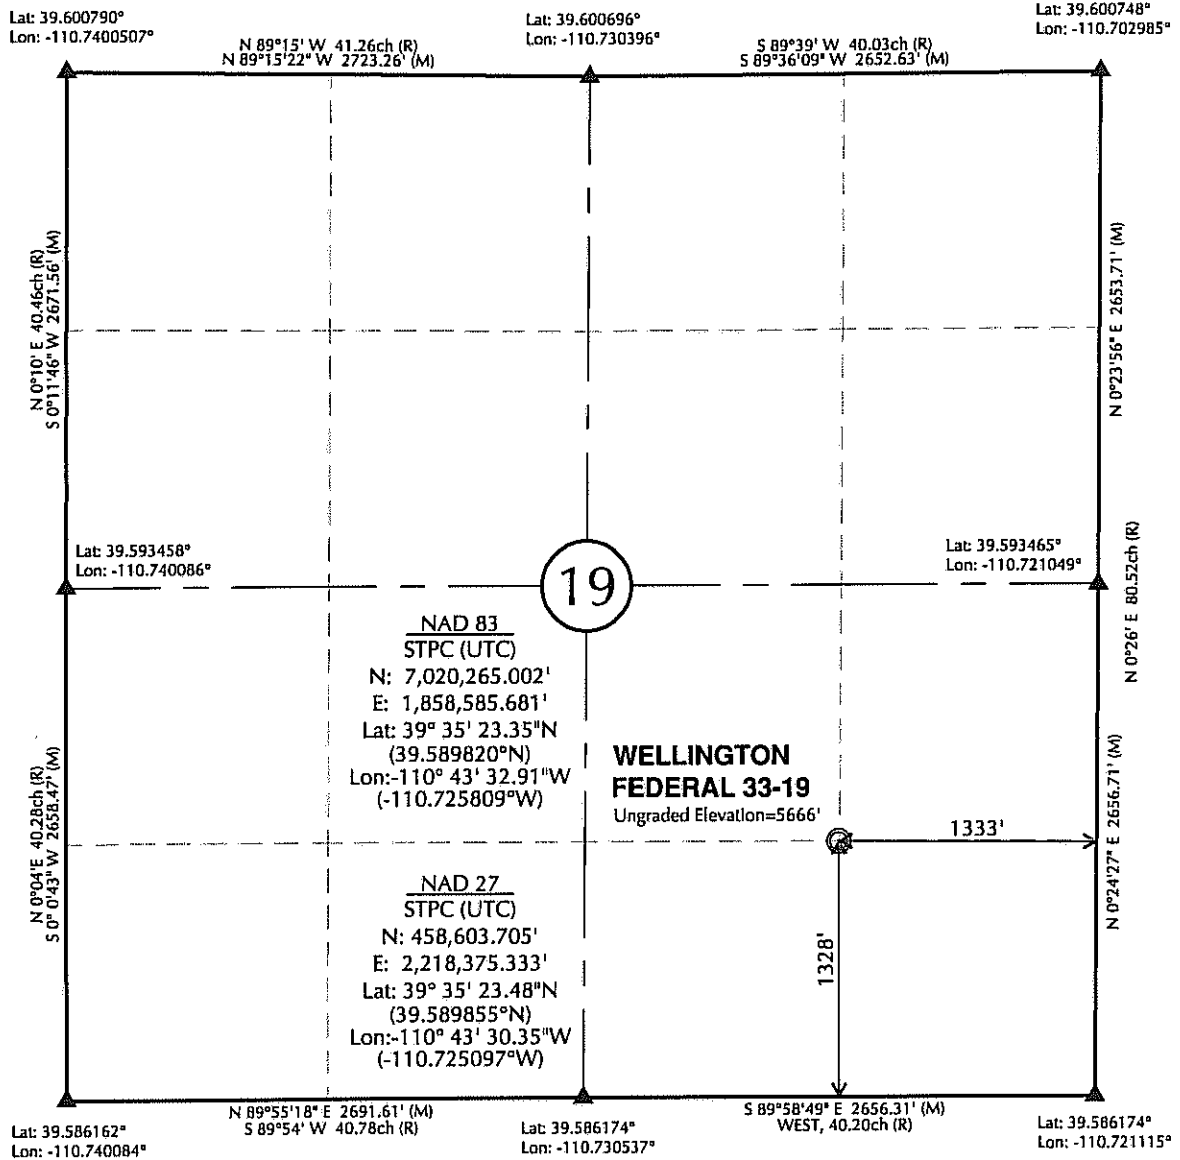 Lat: 39.600790°
Lon: -110.7400507°
Lat: 39.600696°
Lon: -110.730396°
Lat: 39.600748°
Lon: -110.702985°
N 89°15' W 41.26ch (R)
N 89°15'22" W 2723.26' (M)
S 89°39' W 40.03ch (R)
S 89°36'09" W 2652.63' (M)
N 0°10' E 40.46ch (R)
S 0°11'46" W 2671.56' (M)
N 0°23'56" E 2653.71' (M)
Lat: 39.593458°
Lon: -110.740086°
19
Lat: 39.593465°
Lon: -110.721049°
N 0°26' E 80.52ch (R)
NAD 83
STPC (UTC)
N: 7,020,265.002'
E: 1,858,585.681'
Lat: 39° 35' 23.35"N
(39.589820°N)
Lon:-110° 43' 32.91"W
(-110.725809°W)
WELLINGTON
FEDERAL 33-19
Ungraded Elevation=5666'
1333'
N 0°04'E 40.28ch (R)
S 0° 0'43" W 2658.47' (M)
N 0°24'27" E 2656.71' (M)
NAD 27
STPC (UTC)
N: 458,603.705'
E: 2,218,375.333'
Lat: 39° 35' 23.48"N
(39.589855°N)
Lon:-110° 43' 30.35"W
(-110.725097°W)
1328'
N 89°55'18" E 2691.61' (M)
S 89°54' W 40.78ch (R)
S 89°58'49" E 2656.31' (M)
WEST, 40.20ch (R)
Lat: 39.586162°
Lon: -110.740084°
Lat: 39.586174°
Lon: -110.730537°
Lat: 39.586174°
Lon: -110.721115°